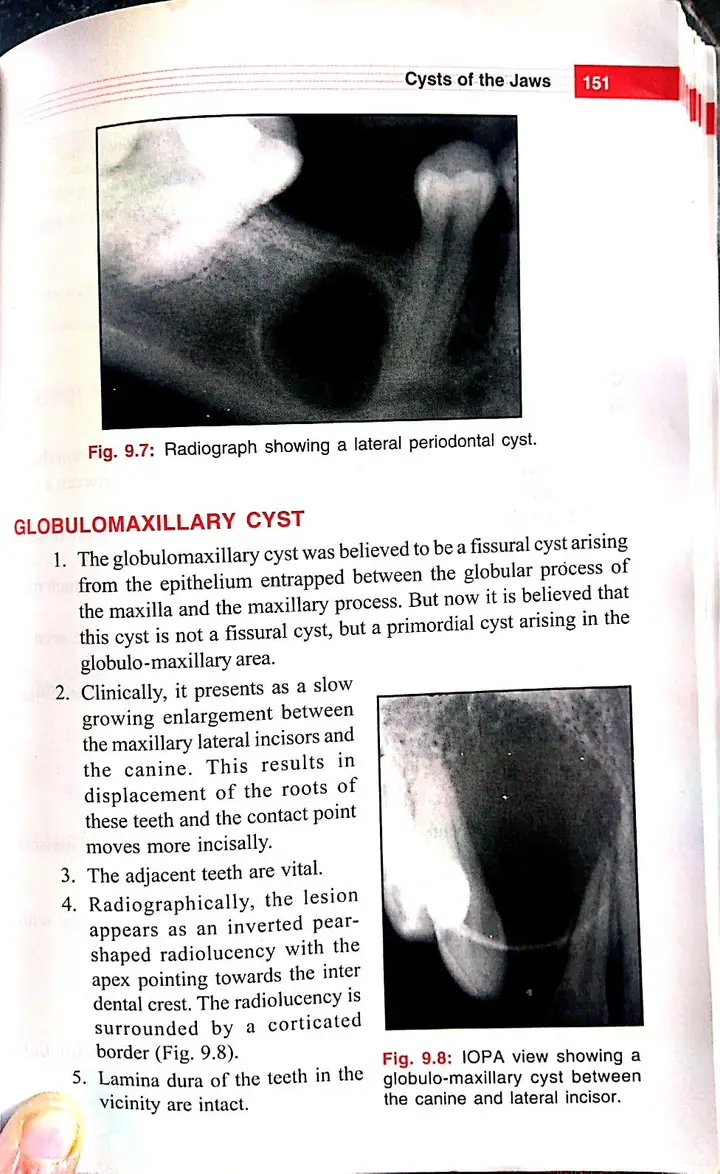 Cysts of the Jaws 151
Fig. 9.7: Radiograph showing a lateral periodontal cyst.
GLOBULOMAXILLARY CYST
1. The globulomaxillary cyst was believed to be a fissural cyst arising
from the epithelium entrapped between the globular process of
the maxilla and the maxillary process. But now it is believed that
this cyst is not a fissural cyst, but a primordial cyst arising in the
globulo-maxillary area.
2. Clinically, it presents as a slow
growing enlargement between
the maxillary lateral incisors and
the canine. This results in
displacement of the roots of
these teeth and the contact point
moves more incisally.
3. The adjacent teeth are vital.
4. Radiographically, the lesion
appears as an inverted pear-
shaped radiolucency with the
apex pointing towards the inter
dental crest. The radiolucency is
surrounded by a corticated
border (Fig. 9.8).
5. Lamina dura of the teeth in the
vicinity are intact.
Fig. 9.8: IOPA view showing a
globulo-maxillary cyst between
the canine and lateral incisor.